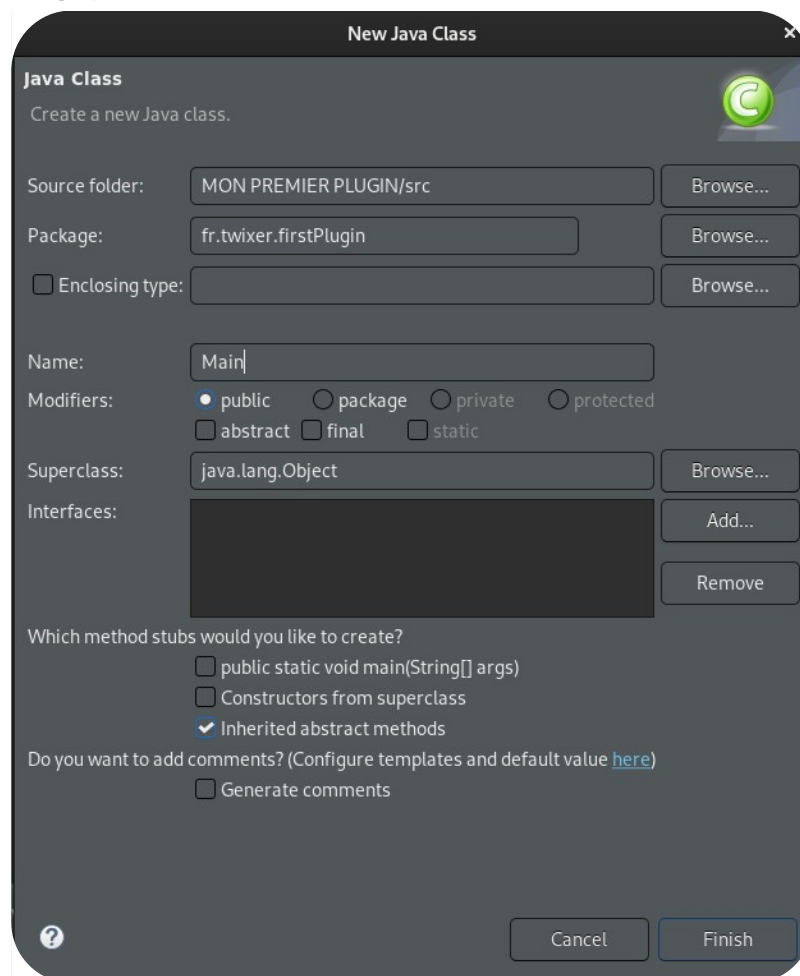 New Java Class
Java Class
Create a new Java class.
Source folder: MON PREMIER PLUGIN/src Browse...
Package: fr.twixer.firstPlugin Browse...
Enclosing type: Browse...
Name: Main
Modifiers: public package private protected
abstract final static
Superclass: java.lang.Object Browse...
Interfaces: Add...
Remove
Which method stubs would you like to create?
public static void main(String[] args)
Constructors from superclass
Inherited abstract methods
Do you want to add comments? (Configure templates and default value here)
Generate comments
Cancel Finish